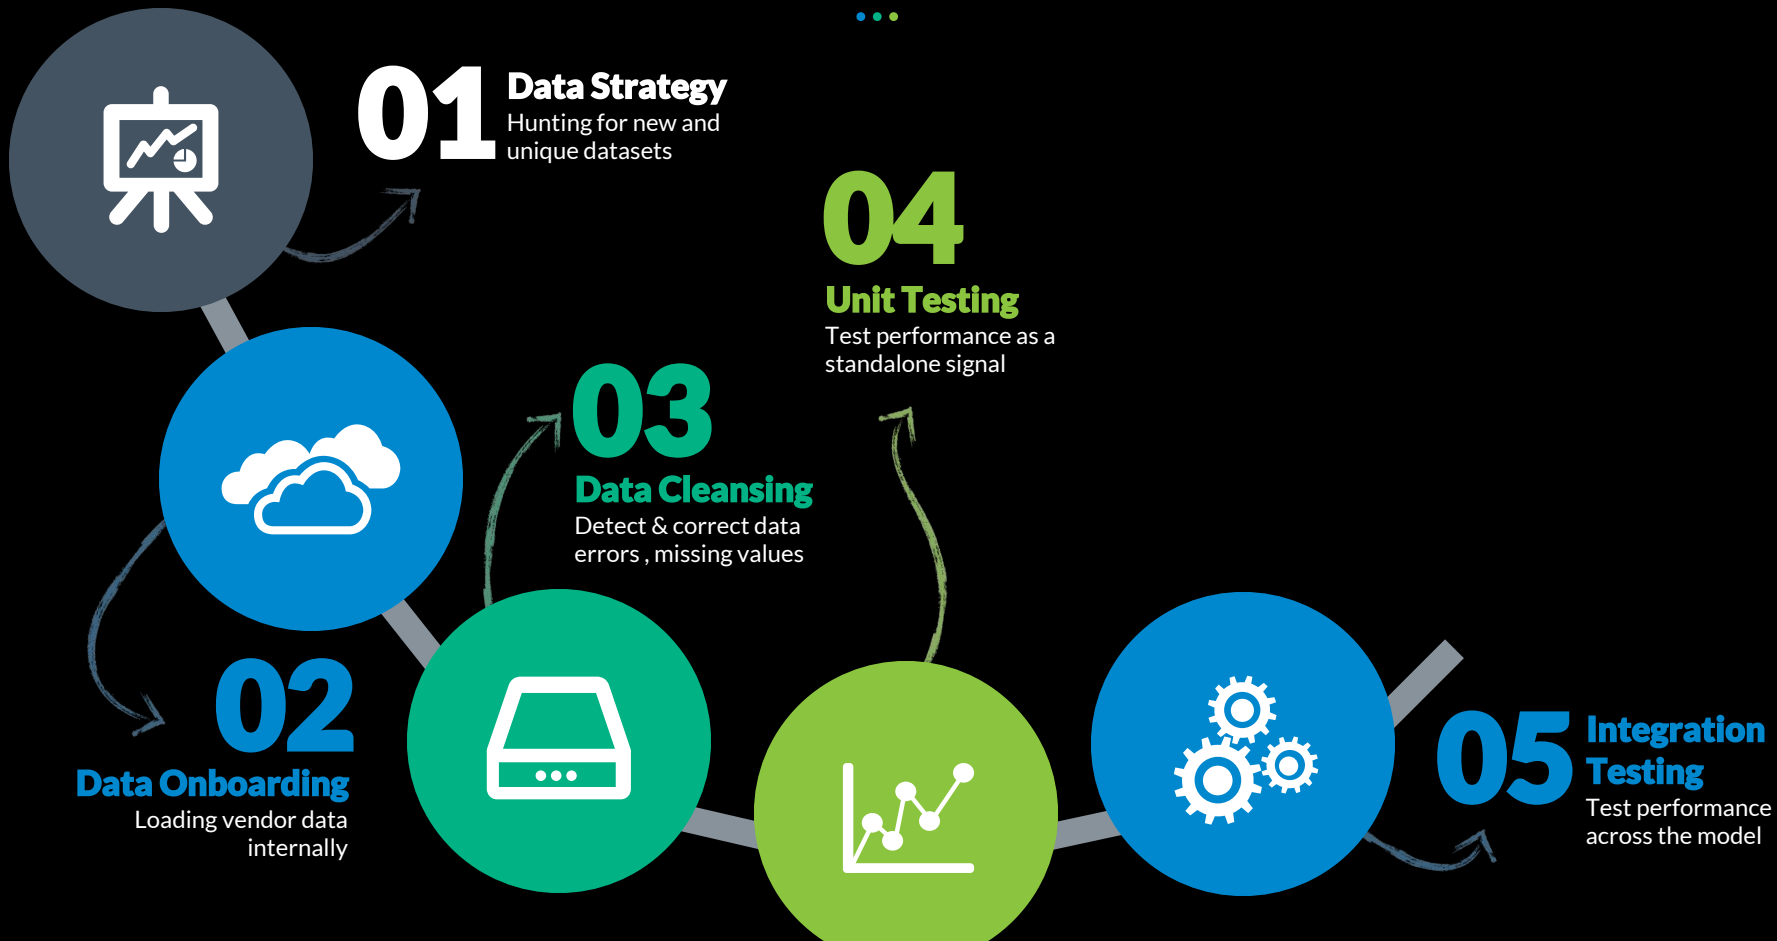 01
Data Strategy
Hunting for new and
unique datasets
02
Data Onboarding
Loading vendor data
internally
03
Data Cleansing
Detect & correct data
errors , missing values
04
Unit Testing
Test performance as a
standalone signal
05
Integration
Testing
Test performance
across the model